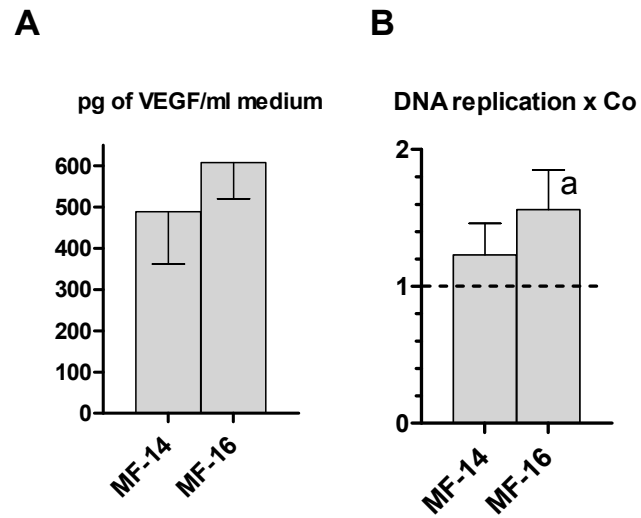 A
B
pg of VEGF/ml medium
DNA replication x Co
600
500
400
300
200
100
0
MF-14
MF-16
2
1
0
a
MF-14
MF-16